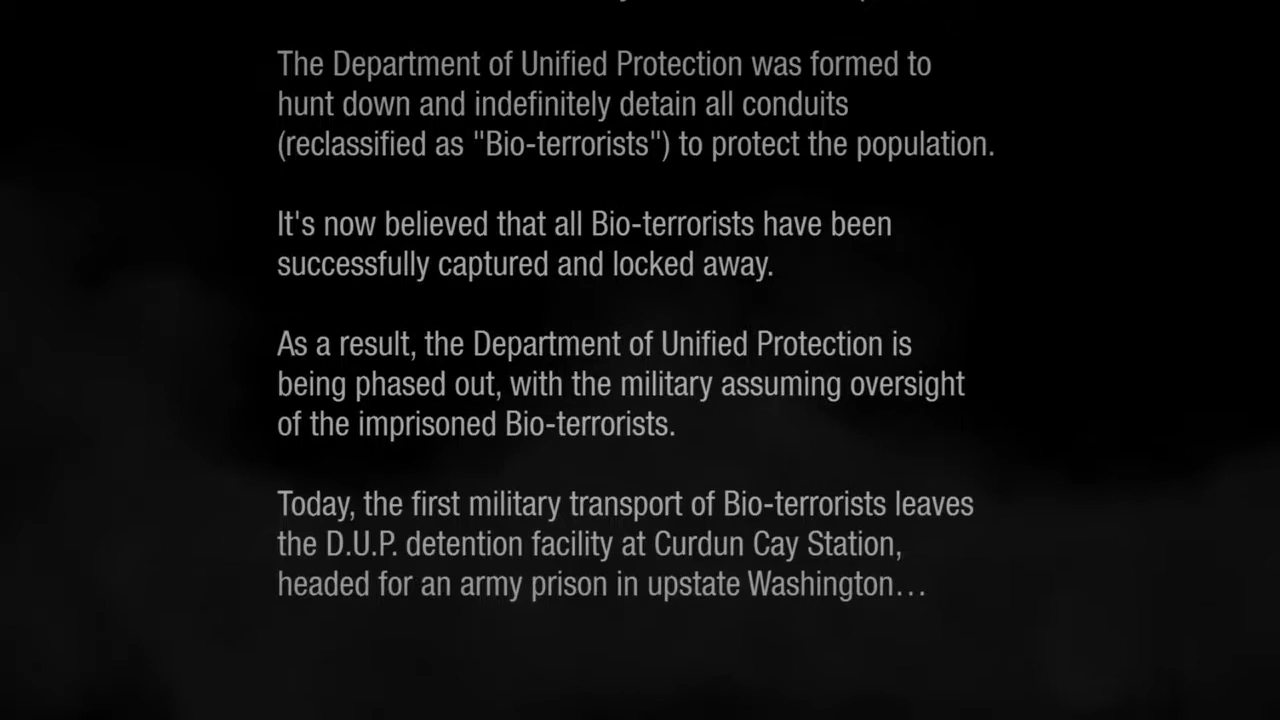 The Department of Unified Protection was formed to
hunt down and indefinitely detain all conduits
(reclassified as "Bio-terrorists") to protect the population.
It's now believed that all Bio-terrorists have been
successfully captured and locked away.
As a result, the Department of Unified Protection is
being phased out, with the military assuming oversight
of the imprisoned Bio-terrorists.
Today, the first military transport of Bio-terrorists leaves
the D.U.P. detention facility at Curdun Cay Station,
headed for an army prison in upstate Washington…